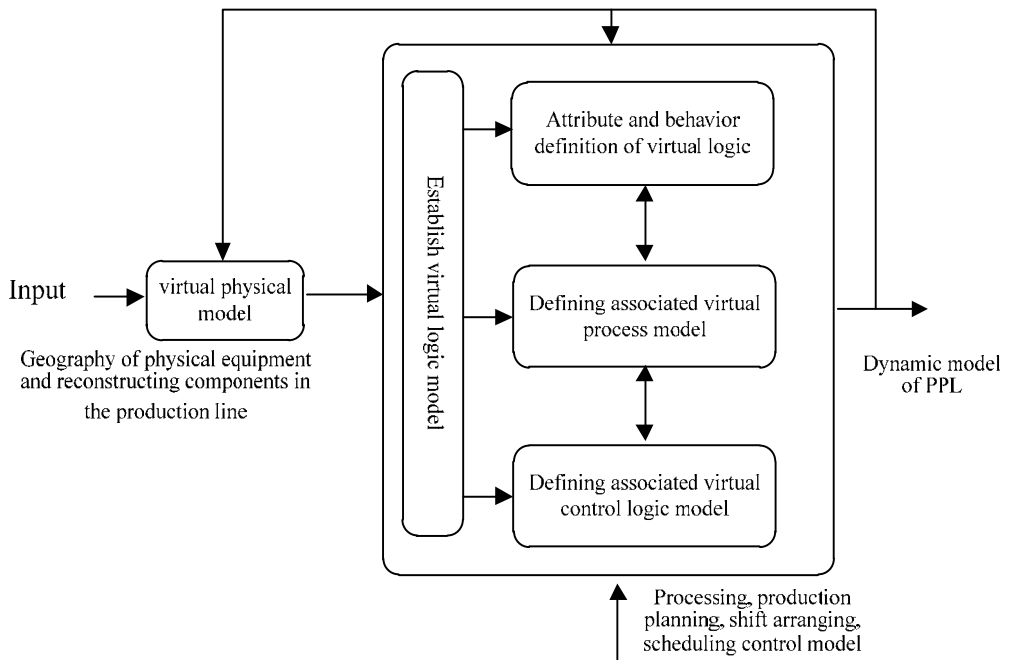 Attribute and behavior
definition of virtual logic
Establish virtual logic model
Input
virtual physical
model
Defining associated virtual
process model
Geography of physical equipment
and reconstructing components in
the production line
Dynamic model
of PPL
Defining associated virtual
control logic model
Processing, production
planning, shift arranging,
scheduling control model